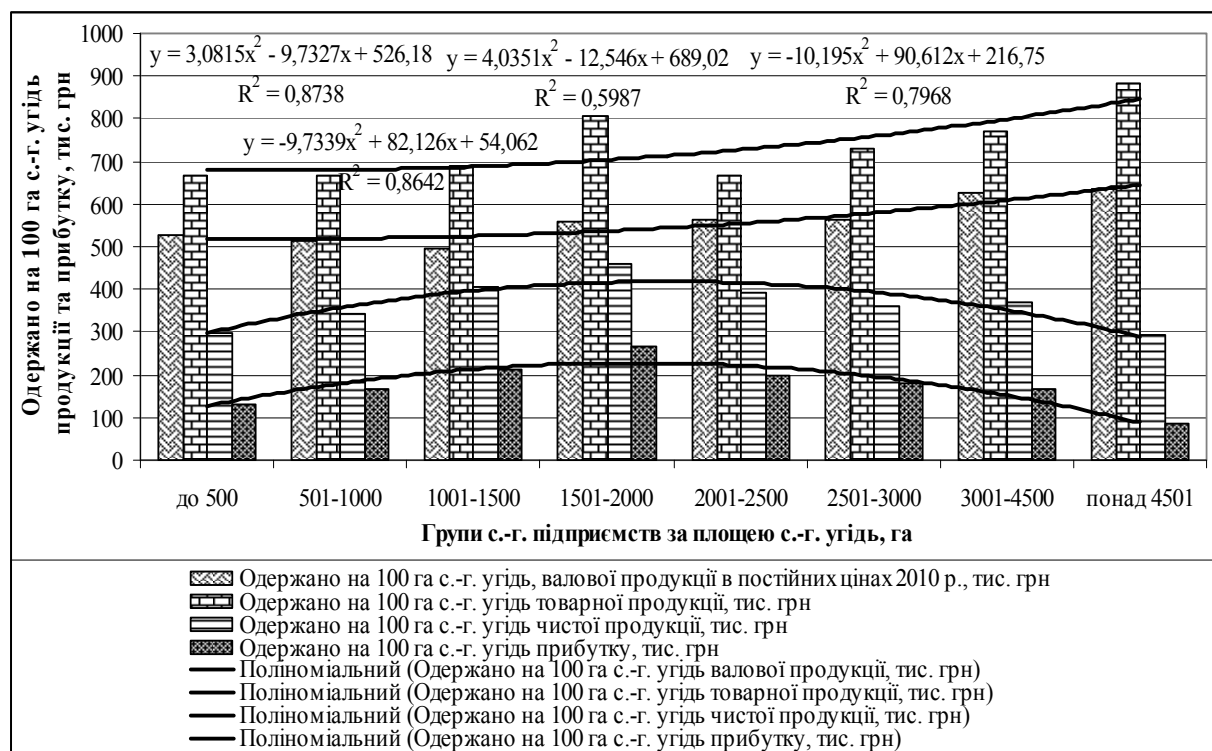 Одержано на 100 га с.-г. угідь
продукції та прибутку, тис. грн
1000
900
800
700
600
500
400
300
200
100
0
y = 3,0815x² - 9,7327x + 526,18
R² = 0,8738
y = 4,0351x² - 12,546x + 689,02
R² = 0,5987
y = -10,195x² + 90,612x + 216,75
R² = 0,7968
y = -9,7339x² + 82,126x + 54,062
R² = 0,8642
до 500
501-1000
1001-1500
1501-2000
2001-2500
2501-3000
3001-4500
понад 4501
Групи с.-г. підприємств за площею с.-г. угідь, га
Одержано на 100 га с.-г. угідь, валової продукції в постійних цінах 2010 р., тис. грн
Одержано на 100 га с.-г. угідь товарної продукції, тис. грн
Одержано на 100 га с.-г. угідь чистої продукції, тис. грн
Одержано на 100 га с.-г. угідь прибутку, тис. грн
Поліноміальний (Одержано на 100 га с.-г. угідь валової продукції, тис. грн)
Поліноміальний (Одержано на 100 га с.-г. угідь товарної продукції, тис. грн)
Поліноміальний (Одержано на 100 га с.-г. угідь чистої продукції, тис. грн)
Поліноміальний (Одержано на 100 га с.-г. угідь прибутку, тис. грн)